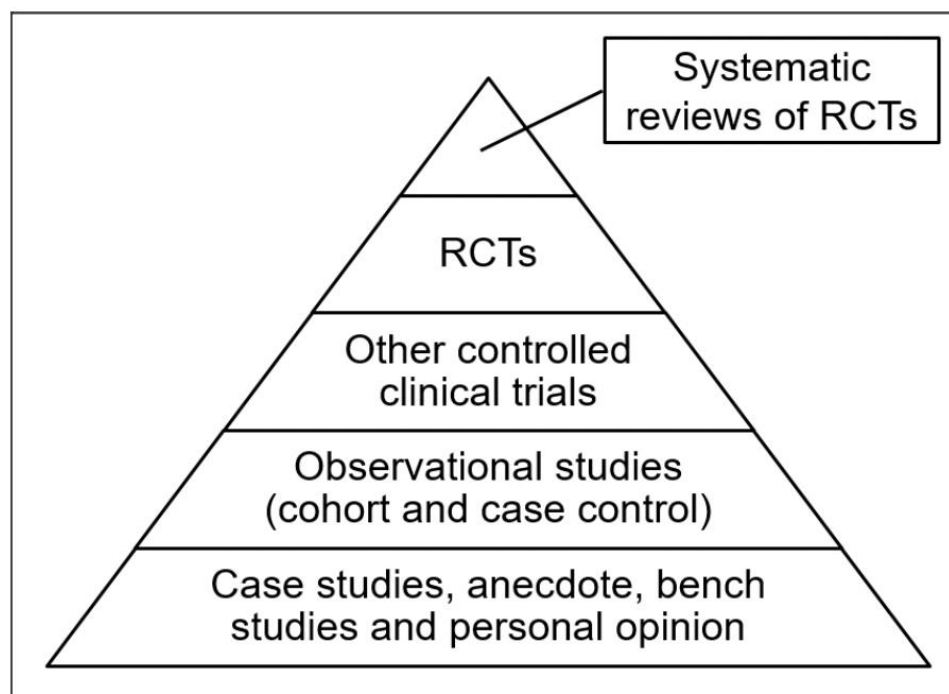 Systematic
reviews of RCTs
RCTs
Other controlled
clinical trials
Observational studies
(cohort and case control)
Case studies, anecdote, bench
studies and personal opinion